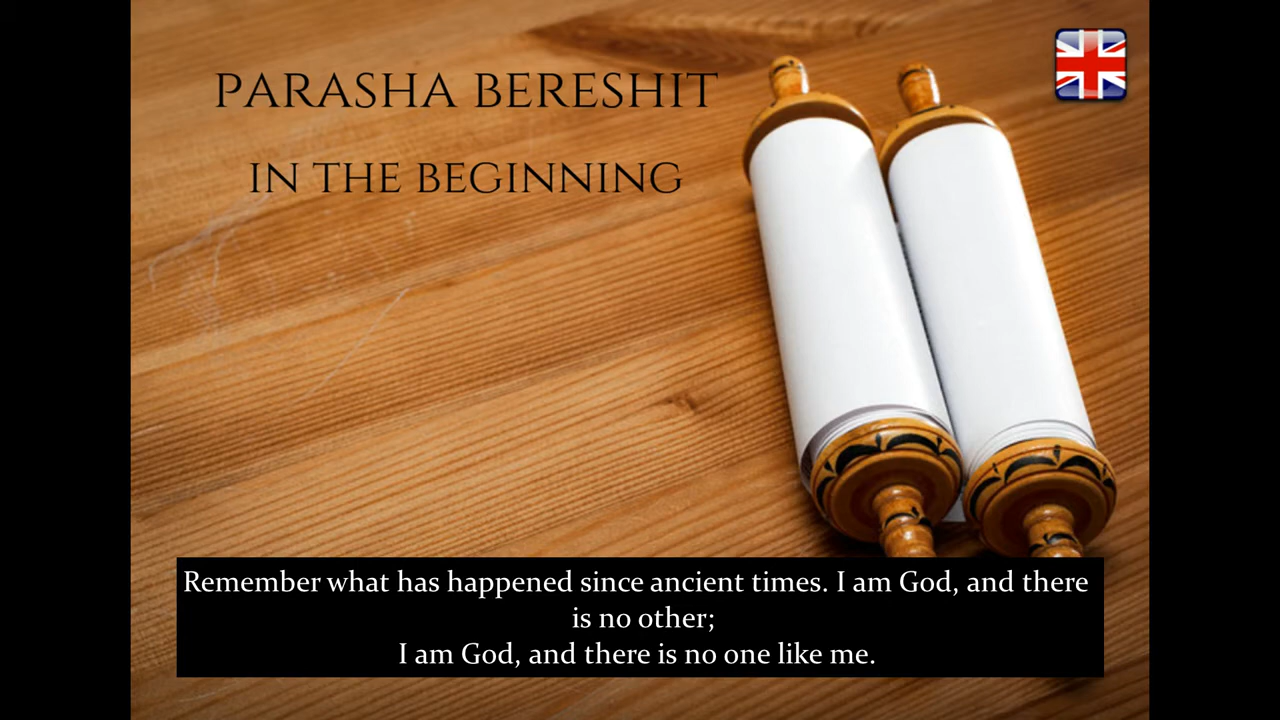 PARASHA BERESHIT
IN THE BEGINNING
Remember what has happened since ancient times. I am God, and there
is no other;
I am God, and there is no one like me.